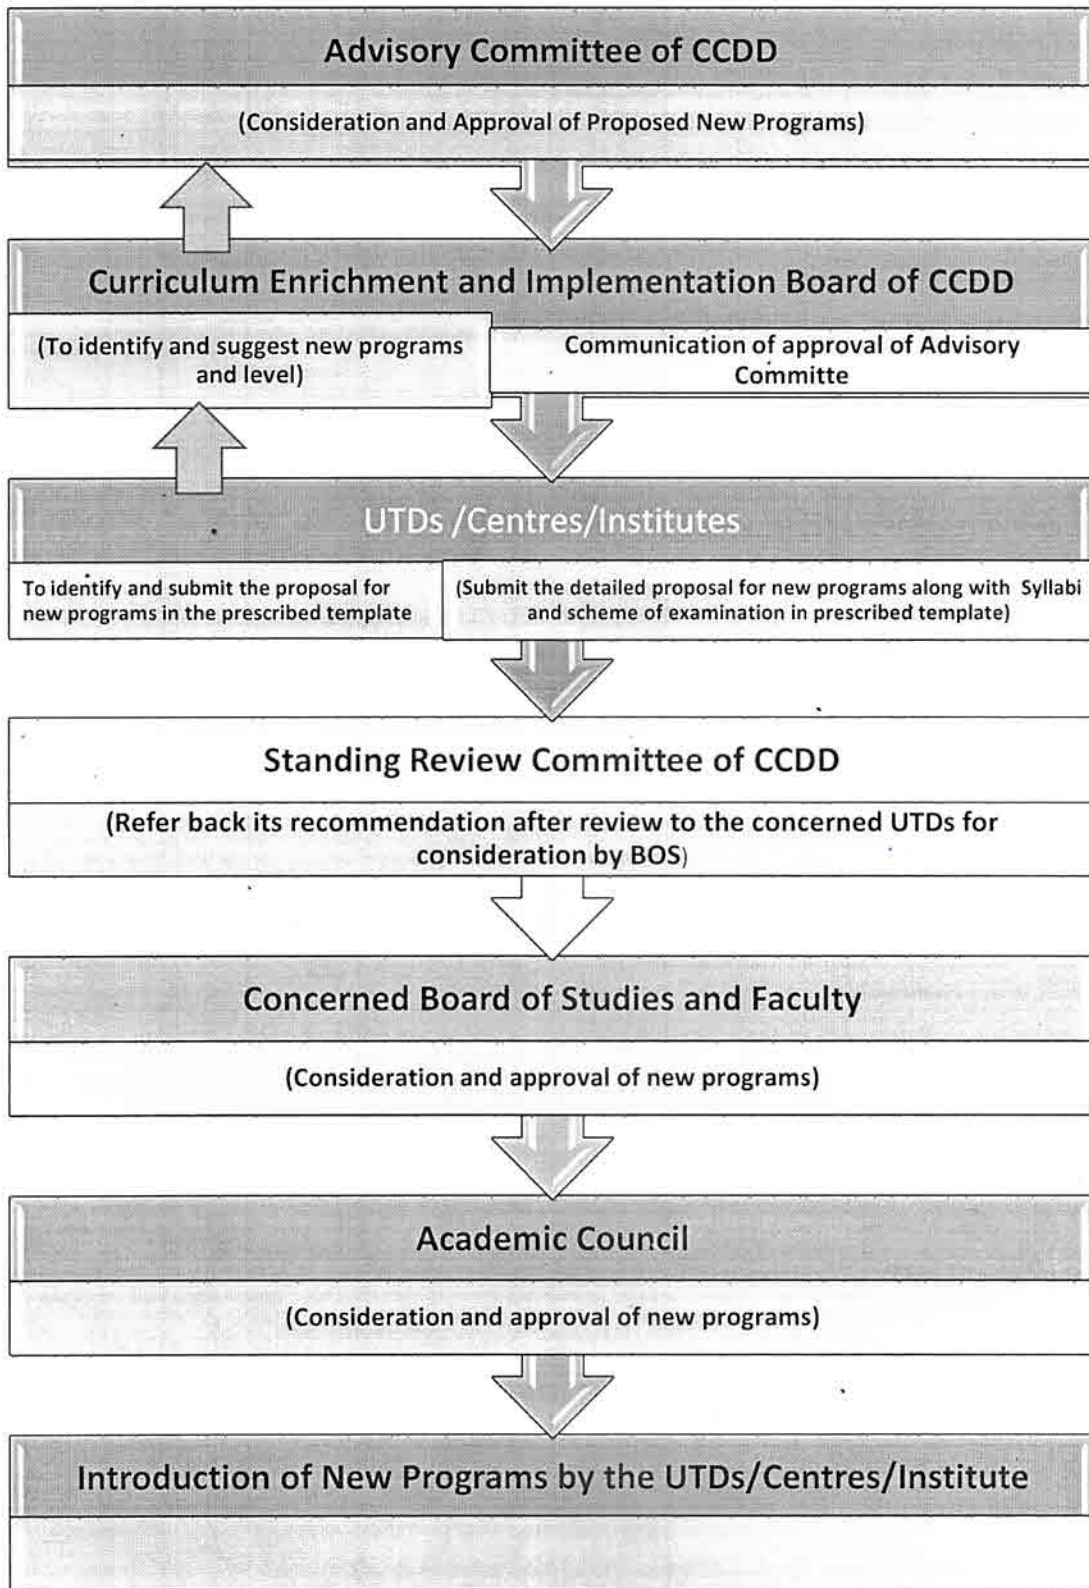 Advisory Committee of CCDD
(Consideration and Approval of Proposed New Programs)
Curriculum Enrichment and Implementation Board of CCDD
(To identify and suggest new programs
and level)
Communication of approval of Advisory
Committe
UTDs /Centres/Institutes
To identify and submit the proposal for
new programs in the prescribed template
(Submit the detailed proposal for new programs along with Syllabi
and scheme of examination in prescribed template)
Standing Review Committee of CCDD
(Refer back its recommendation after review to the concerned UTDs for
consideration by BOS)
Concerned Board of Studies and Faculty
(Consideration and approval of new programs)
Academic Council
(Consideration and approval of new programs)
Introduction of New Programs by the UTDs/Centres/Institute